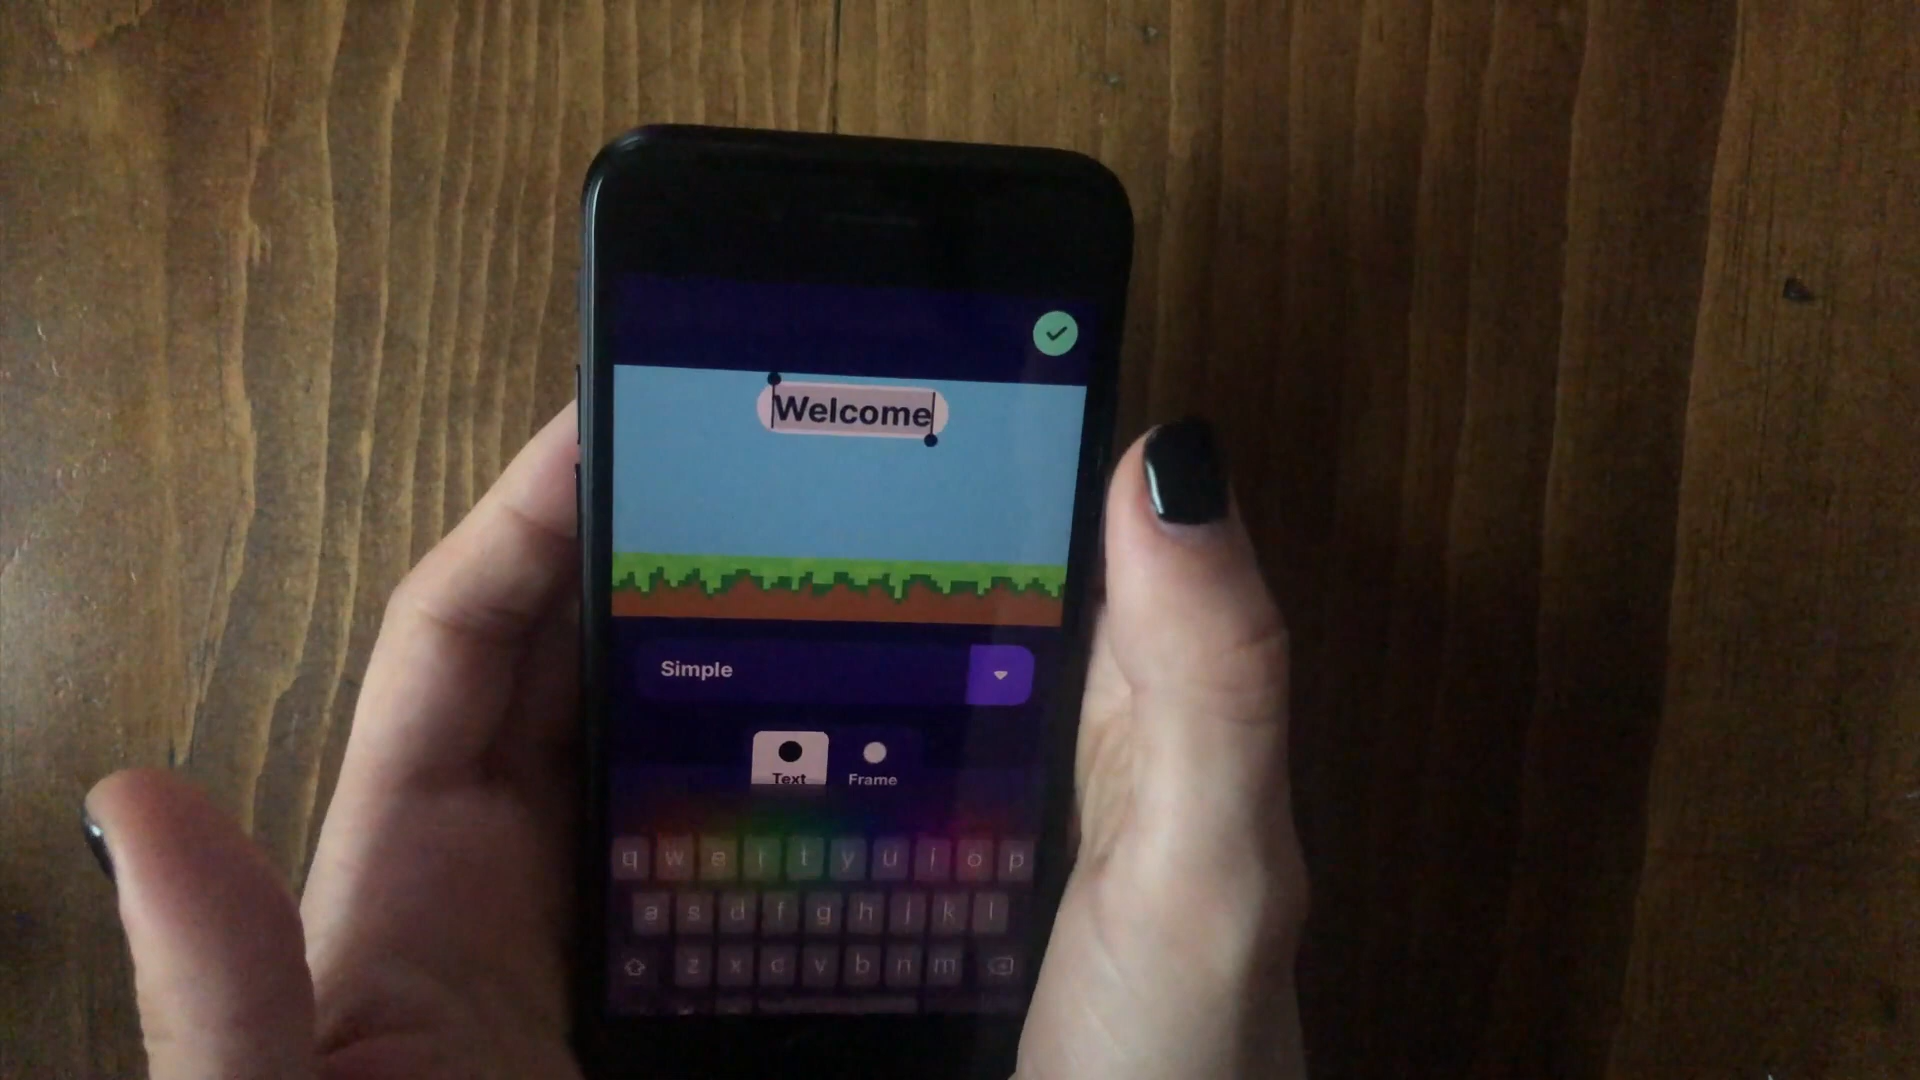 Welcome
Simple
Text Frame
q w e r t y u i o p
a s d f g h j k l
z x c v b n m